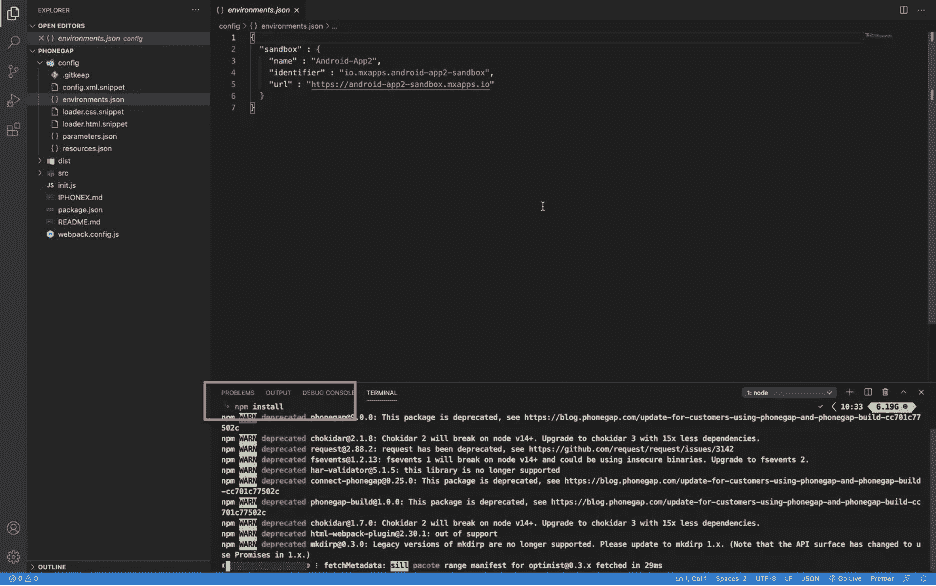 EXPLORER
OPEN EDITORS
environments.json config
PHONEGAP
config
.gitkeep
config.xml.snippet
environments.json
loader.css.snippet
loader.html.snippet
parameters.json
resources.json
dist
src
init.js
IPHONEX.md
package.json
README.md
webpack.config.js
OUTLINE
environments.json
config > environments.json > ...
1 {
2 "sandbox" : {
3 "name" : "Android-App2",
4 "identifier" : "io.mxapps.android-app2-sandbox",
5 "url" : "https://android-app2-sandbox.mxapps.io"
6 }
7 }
PROBLEMS OUTPUT DEBUG CONSOLE TERMINAL 1: node
npm install 10:33 6.19G
npm WARN deprecated phonegap@9.0.0: This package is deprecated, see https://blog.phonegap.com/update-for-customers-using-phonegap-and-phonegap-build-cc701c77
502c
npm WARN deprecated chokidar@2.1.8: Chokidar 2 will break on node v14+. Upgrade to chokidar 3 with 15x less dependencies.
npm WARN deprecated request@2.88.2: request has been deprecated, see https://github.com/request/request/issues/3142
npm WARN deprecated fsevents@1.2.13: fsevents 1 will break on node v14+ and could be using insecure binaries. Upgrade to fsevents 2.
npm WARN deprecated har-validator@5.1.5: this library is no longer supported
npm WARN deprecated connect-phonegap@0.25.0: This package is deprecated, see https://blog.phonegap.com/update-for-customers-using-phonegap-and-phonegap-build
-cc701c77502c
npm WARN deprecated phonegap-build@1.0.0: This package is deprecated, see https://blog.phonegap.com/update-for-customers-using-phonegap-and-phonegap-build-cc
701c77502c
npm WARN deprecated chokidar@1.7.0: Chokidar 2 will break on node v14+. Upgrade to chokidar 3 with 15x less dependencies.
npm WARN deprecated html-webpack-plugin@2.30.1: out of support
npm WARN deprecated mkdirp@0.3.0: Legacy versions of mkdirp are no longer supported. Please update to mkdirp 1.x. (Note that the API surface has changed to u
se Promises in 1.x.)
fetchMetadata: sill pacote range manifest for optimist@0.3.x fetched in 29ms
0 0 Ln 1, Col 1 Spaces: 2 UTF-8 LF JSON Go Live Prettier